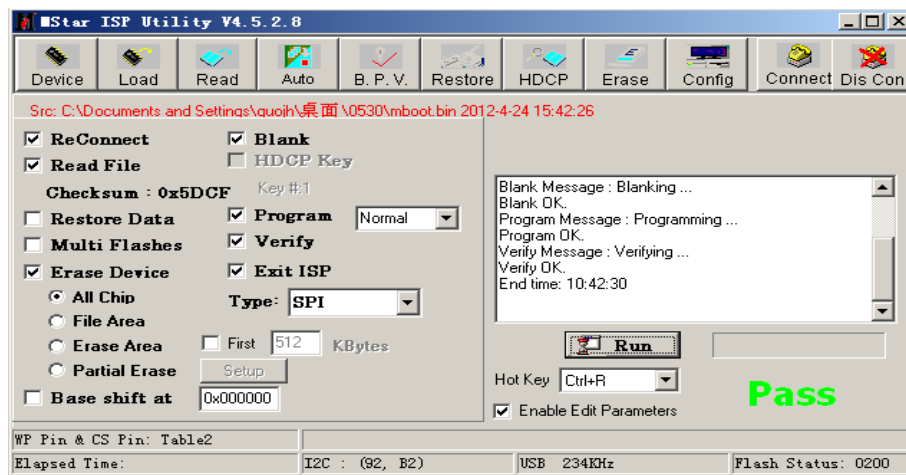 MStar ISP Utility V4.5.2.8
Device Load Read Auto B. P. V. Restore HDCP Erase Config Connect Dis Con
Src: C:\Documents and Settings\guojh\桌面\0530\mboot.bin 2012-4-24 15:42:26
ReConnect Blank
Read File HDCP Key
Checksum : 0x5DCF Key #:1
Restore Data Program Normal
Multi Flashes Verify
Erase Device Exit ISP
All Chip Type: SPI
File Area
Erase Area First 512 KBytes
Partial Erase Setup
Base shift at 0x000000
Blank Message : Blanking ...
Blank OK.
Program Message : Programming ...
Program OK.
Verify Message : Verifying ...
Verify OK.
End time: 10:42:30
Run
Hot Key Ctrl+R
Enable Edit Parameters
Pass
WP Pin & CS Pin: Table2
Elapsed Time: I2C : (92, B2) USB 234KHz Flash Status: 0200